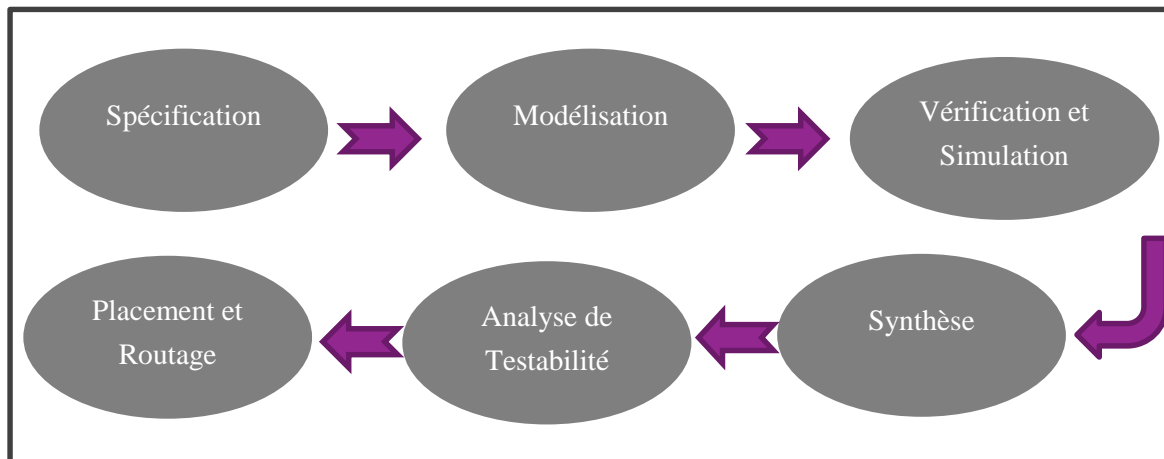 Spécification
Modélisation
Vérification et
Simulation
Synthèse
Analyse de
Testabilité
Placement et
Routage